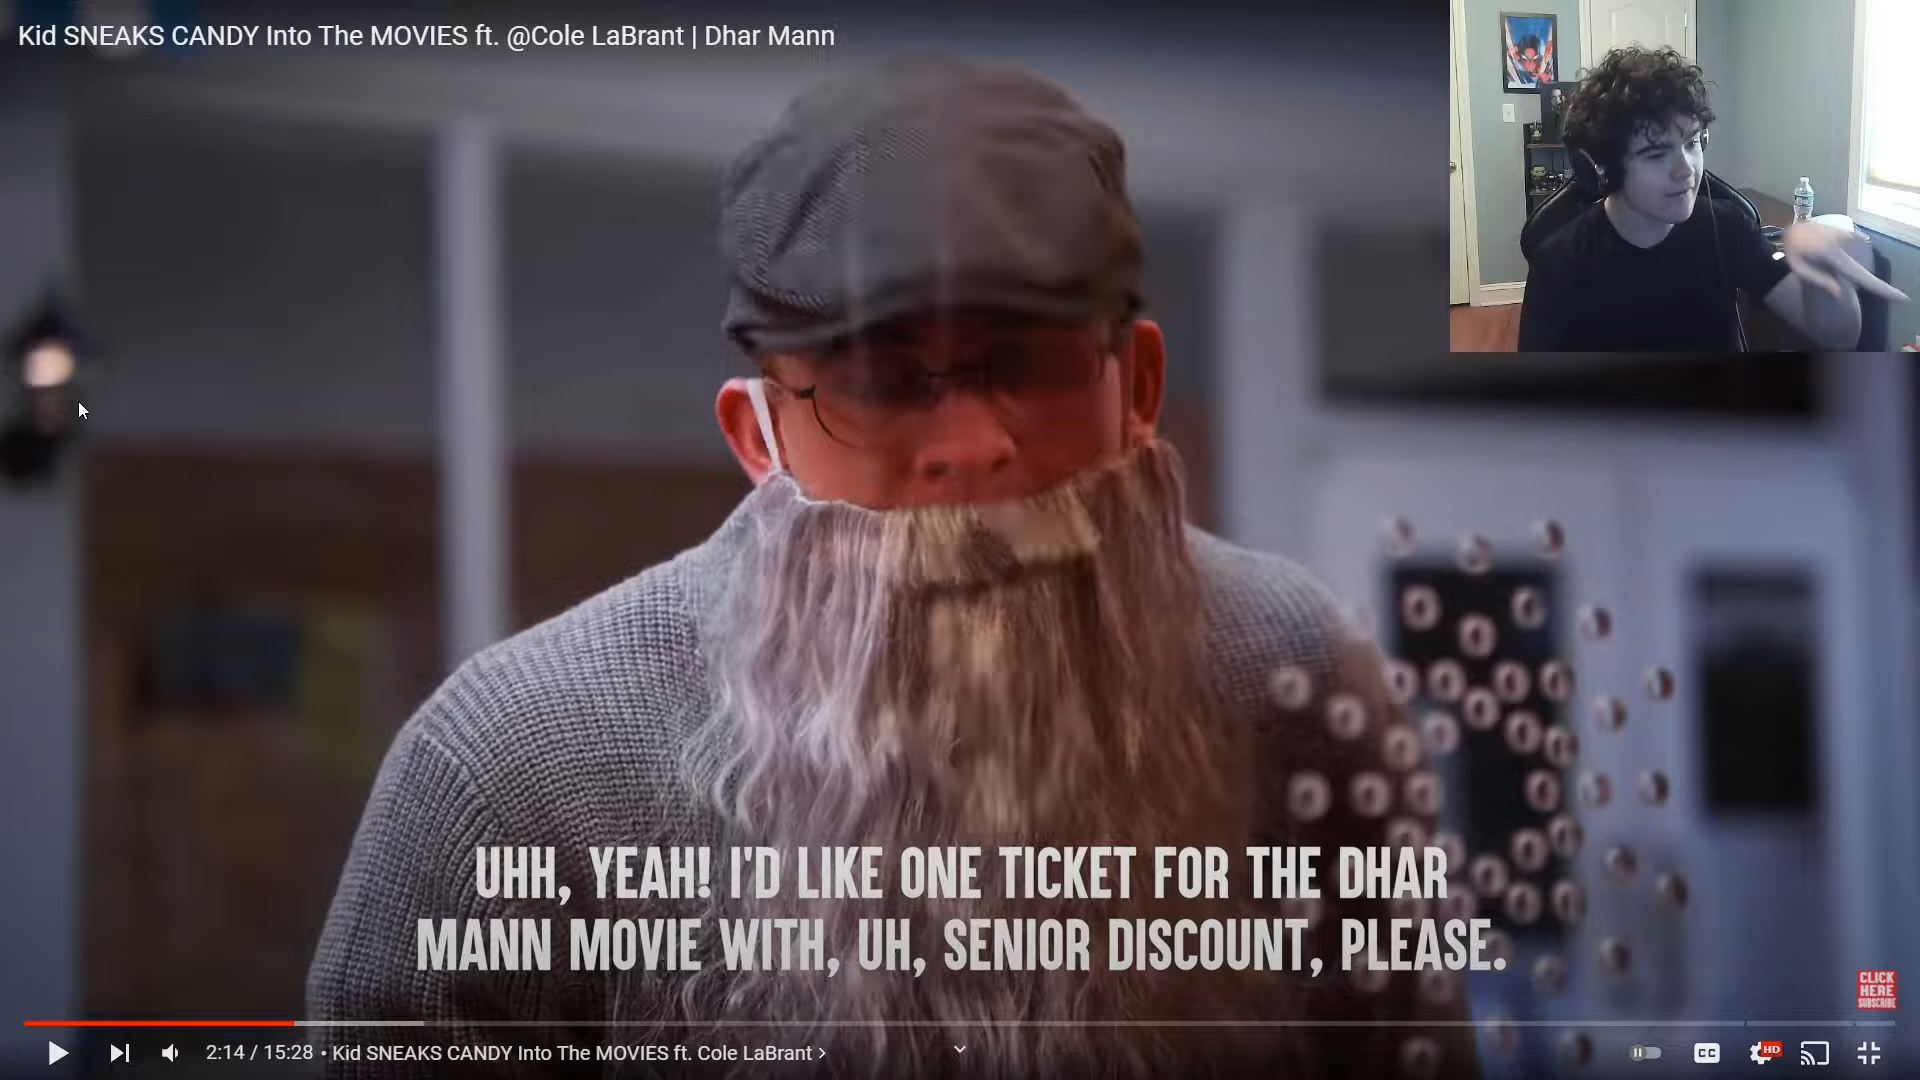 Kid SNEAKS CANDY Into The MOVIES ft. @Cole LaBrant | Dhar Mann
UHH, YEAH! I'D LIKE ONE TICKET FOR THE DHAR
MANN MOVIE WITH, UH, SENIOR DISCOUNT, PLEASE.
CLICK
HERE
SUBSCRIBE
2:14 / 15:28 • Kid SNEAKS CANDY Into The MOVIES ft. Cole LaBrant >
CC
HD